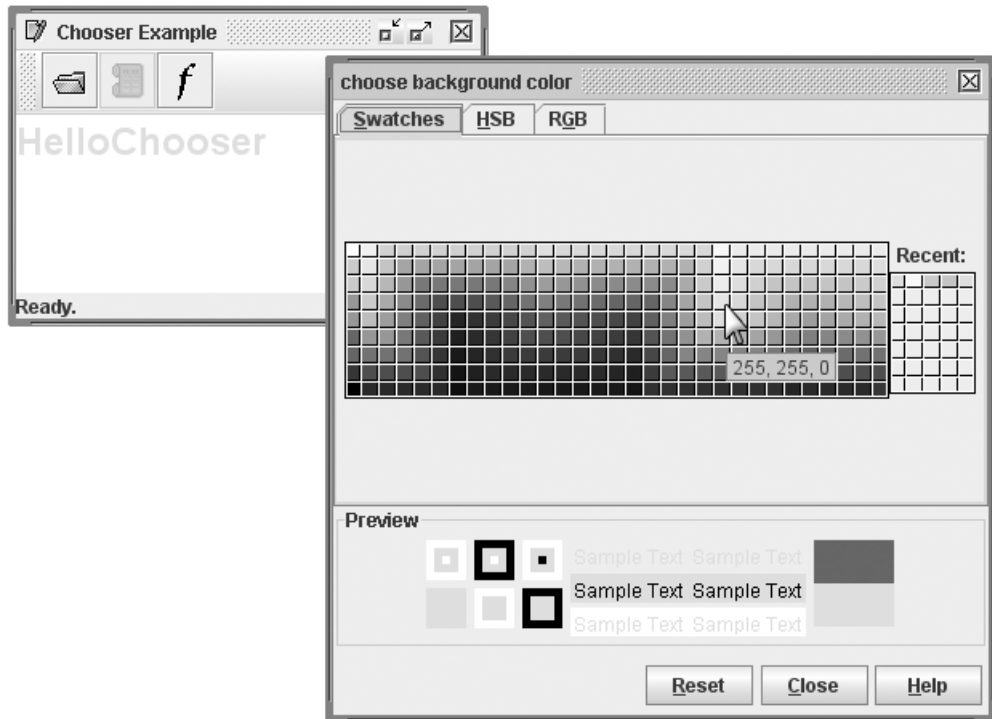 Chooser Example
f
HelloChooser
Ready.
choose background color
Swatches HSB RGB
Recent:
255, 255, 0
Preview
Sample Text Sample Text
Sample Text Sample Text
Sample Text Sample Text
Reset Close Help